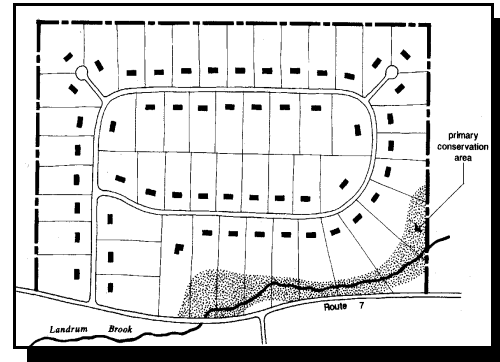 primary
conservation
area
Route 7
Landrum Brook